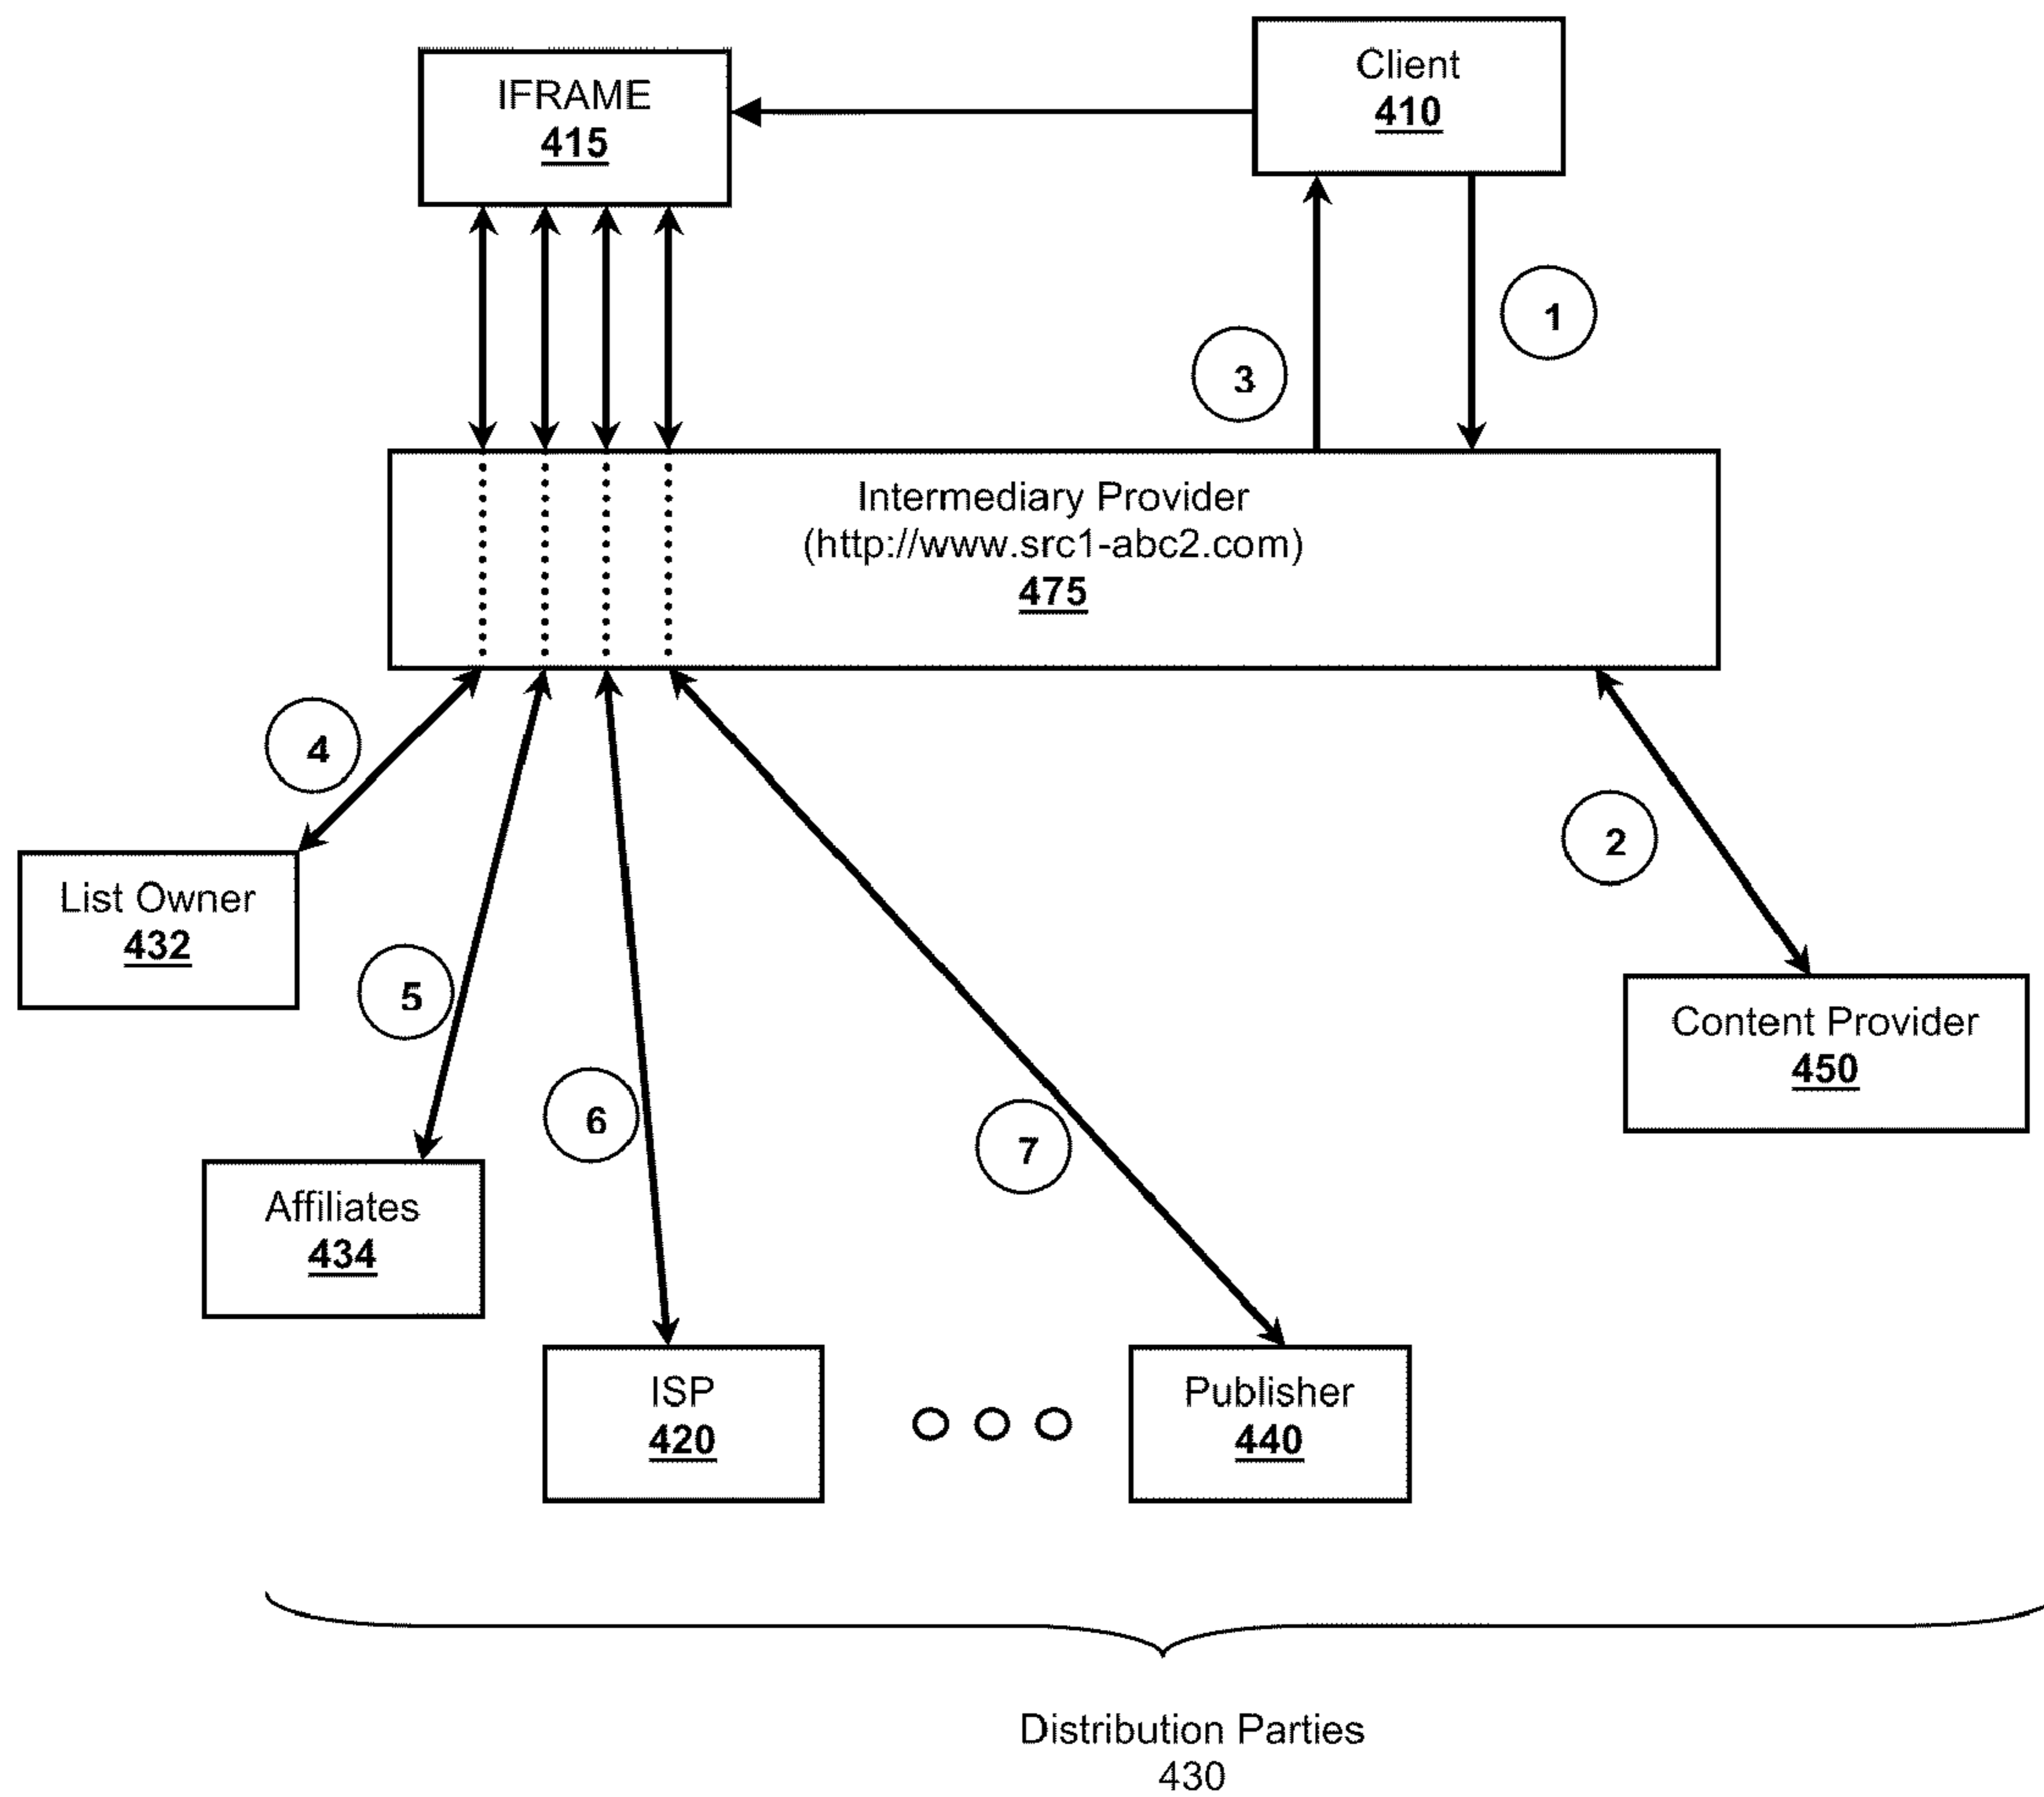 IFRAME
415
Client
410
1
3
Intermediary Provider
(http://www.src1-abc2.com)
475
4
2
List Owner
432
5
Content Provider
450
6
7
Affiliates
434
ISP
420
Publisher
440
Distribution Parties
430